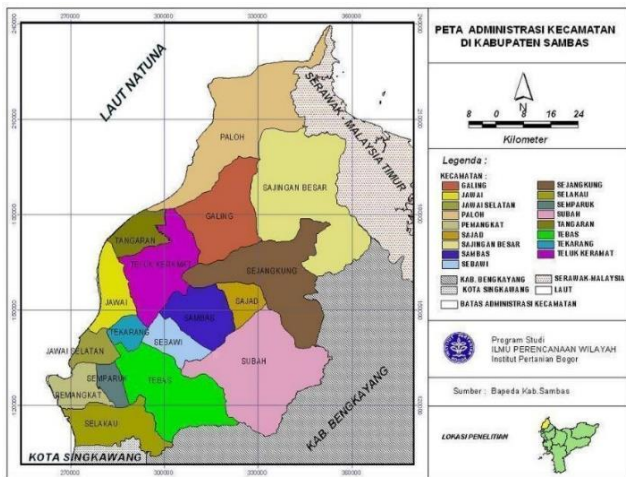 PETA ADMINISTRASI KECAMATAN
DI KABUPATEN SAMBAS
N
8 0 8 16 24
Kilometer
Legenda :
KECAMATAN :
GALING
JAWAI
JAWAI SELATAN
PALOH
PEMANGKAT
SAJAD
SAJINGAN BESAR
SAMBAS
SEBAWI
SEJANGKUNG
SELAKAU
SEMPARUK
SUBAH
TANGARAN
TEBAS
TEKARANG
TELUK KERAMAT
KAB. BENGKAYANG
KOTA SINGKAWANG
BATAS ADMINISTRASI KECAMATAN
SERAWAK-MALAYSIA
LAUT
Program Studi
ILMU PERENCANAAN WILAYAH
Institut Pertanian Bogor
Sumber : Bapeda Kab.Sambas
LOKASI PENELITIAN
LAUT NATUNA
SERAWAK - MALAYSIA TIMUR
PALOH
SAJINGAN BESAR
GALING
TANGARAN
TELUK KERAMAT
SEJANGKUNG
JAWAI
SAMBAS
SAJAD
TEKARANG
SEBAWI
JAWAI SELATAN
SUBAH
SEMPARUK
TEBAS
PEMANGKAT
SELAKAU
KAB. BENGKAYANG
KOTA SINGKAWANG
270000 300000 330000 360000